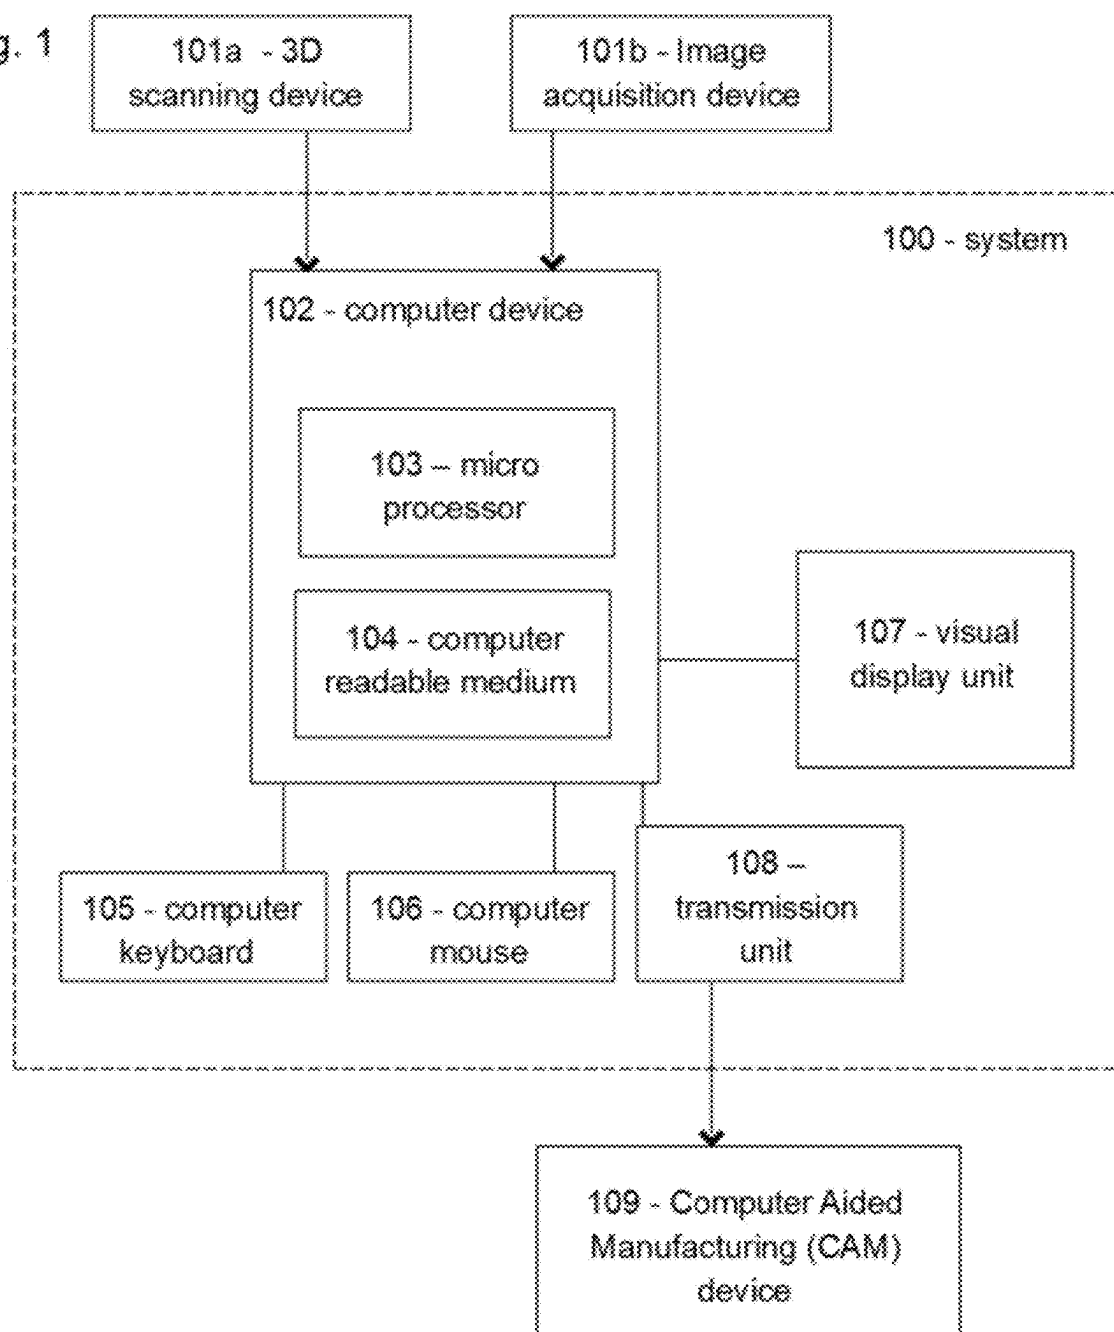 g. 1
101a - 3D
scanning device
101b - Image
acquisition device
100 - system
102 - computer device
103 – micro
processor
104 - computer
readable medium
107 - visual
display unit
105 - computer
keyboard
106 - computer
mouse
108 –
transmission
unit
109 - Computer Aided
Manufacturing (CAM)
device